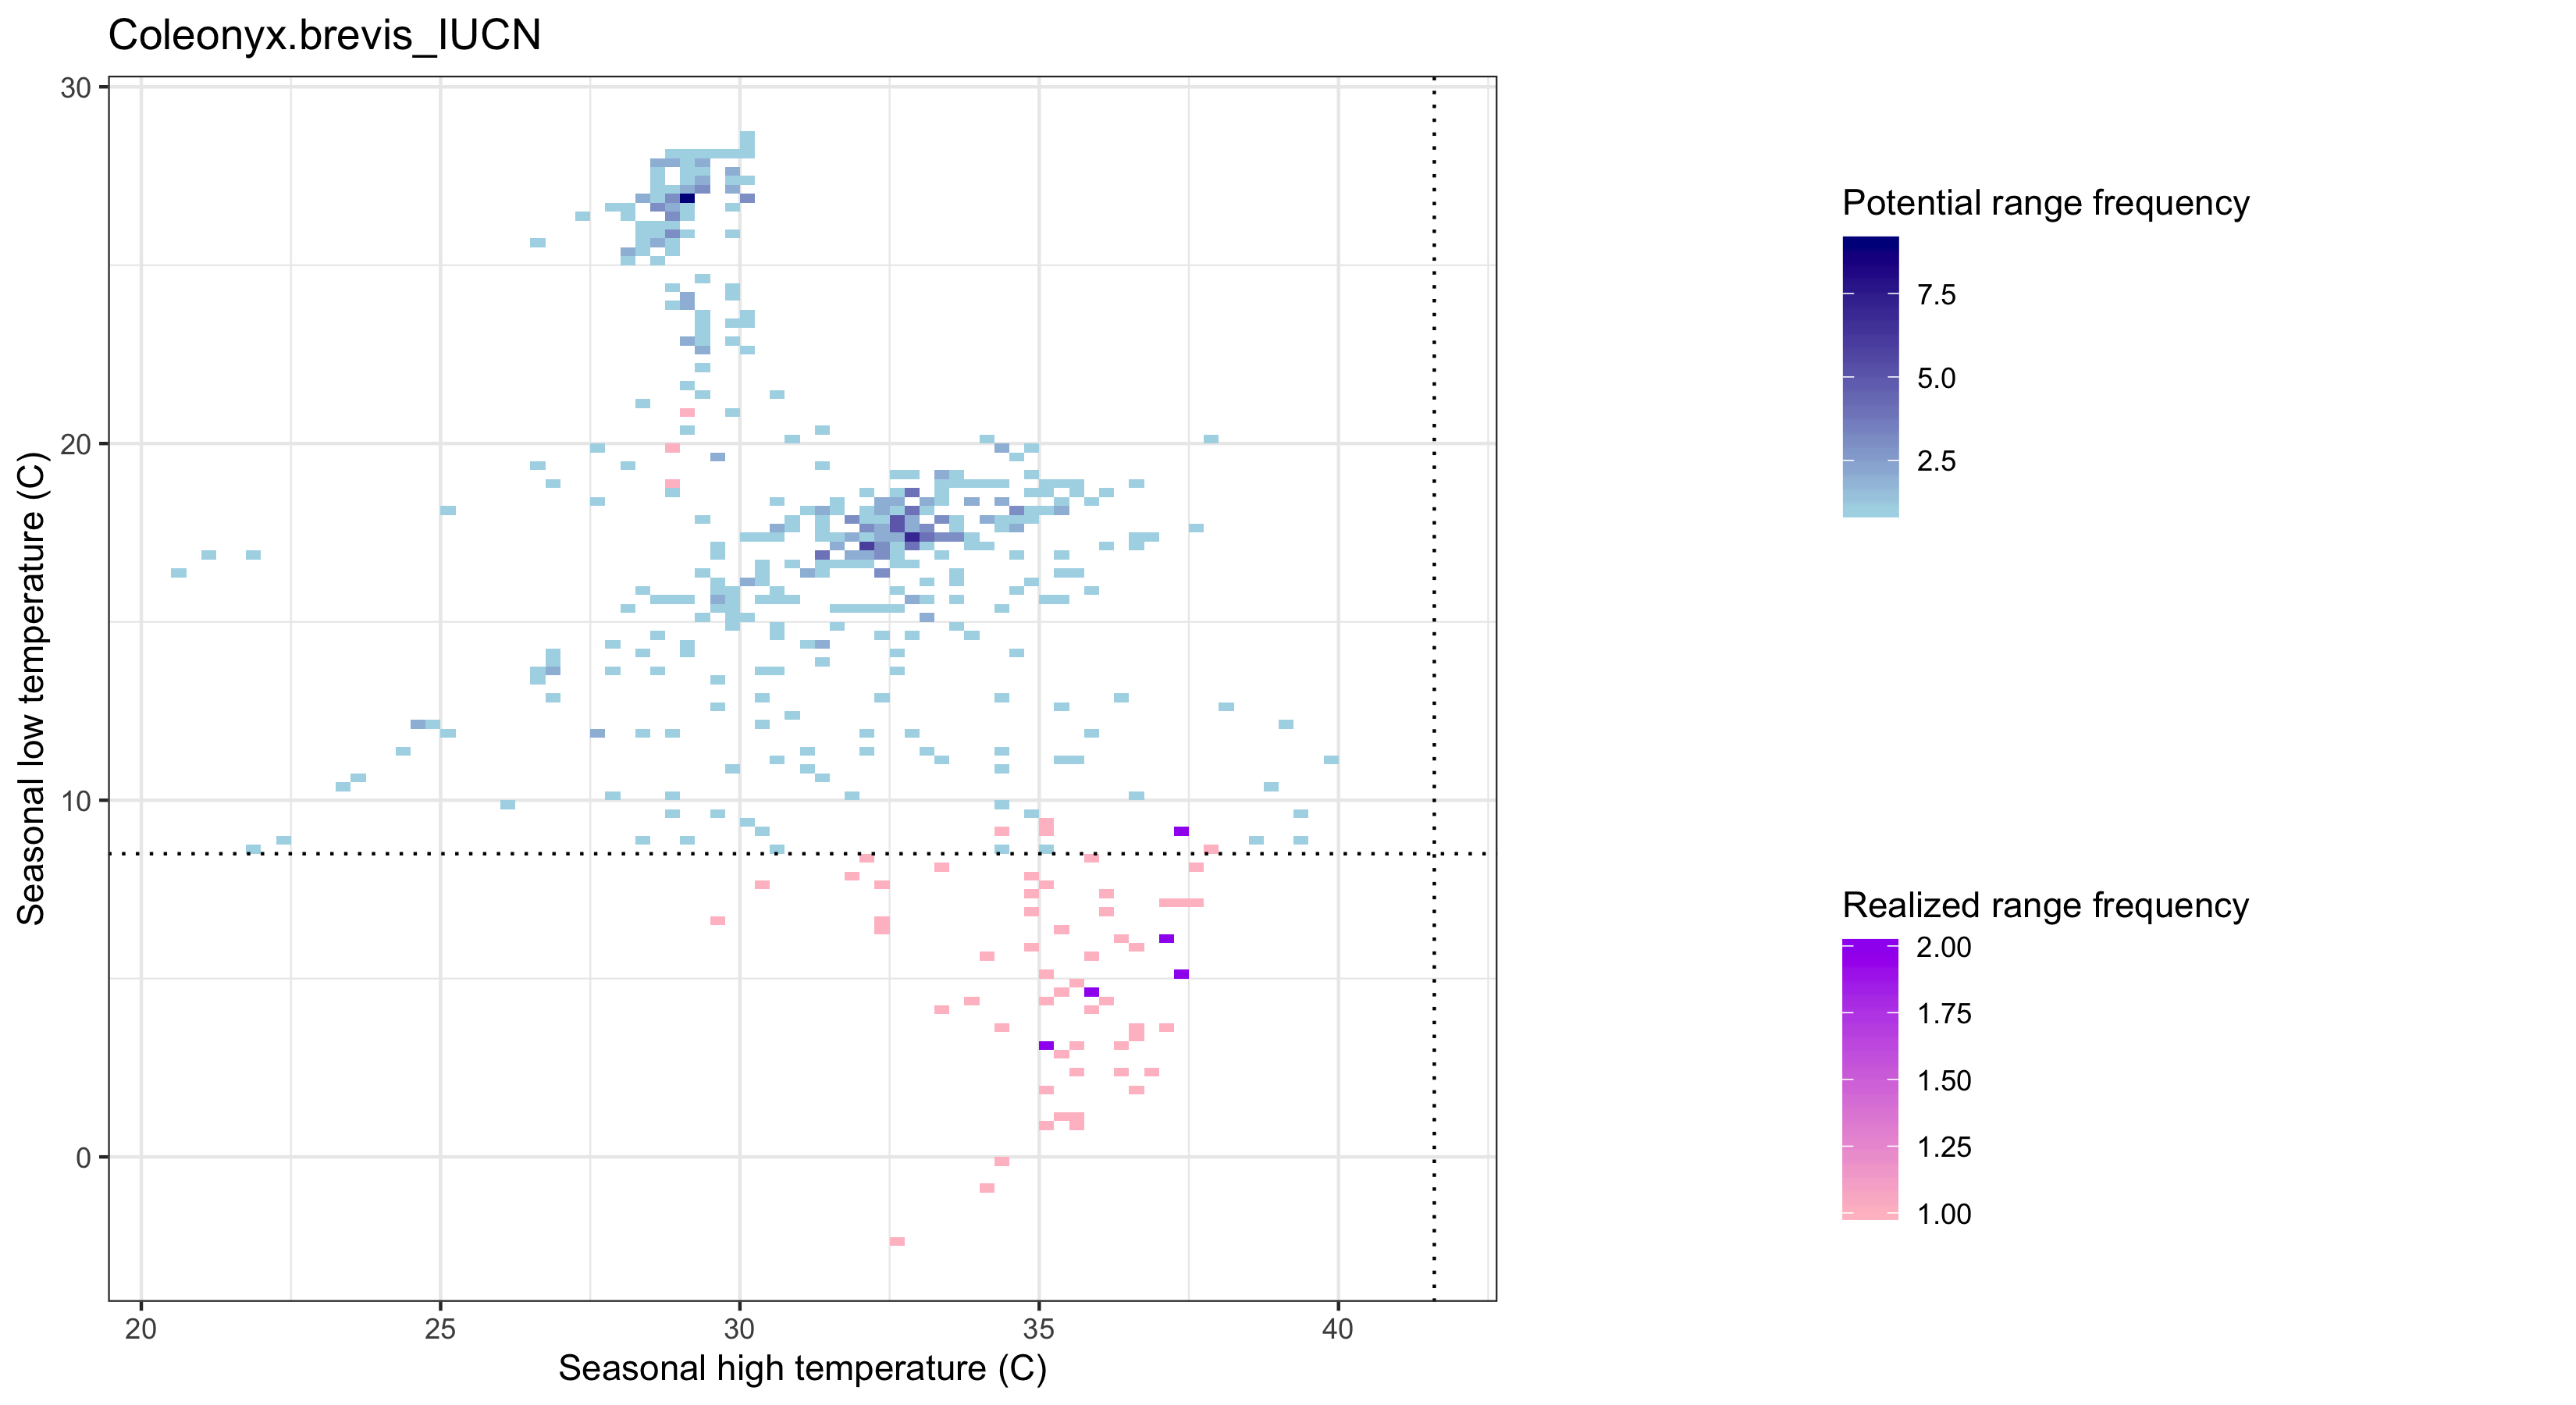 Coleonyx.brevis_IUCN
30
20
10
0
Seasonal low temperature (C)
20 25 30 35 40
Seasonal high temperature (C)
Potential range frequency
7.5
5.0
2.5
Realized range frequency
2.00
1.75
1.50
1.25
1.00